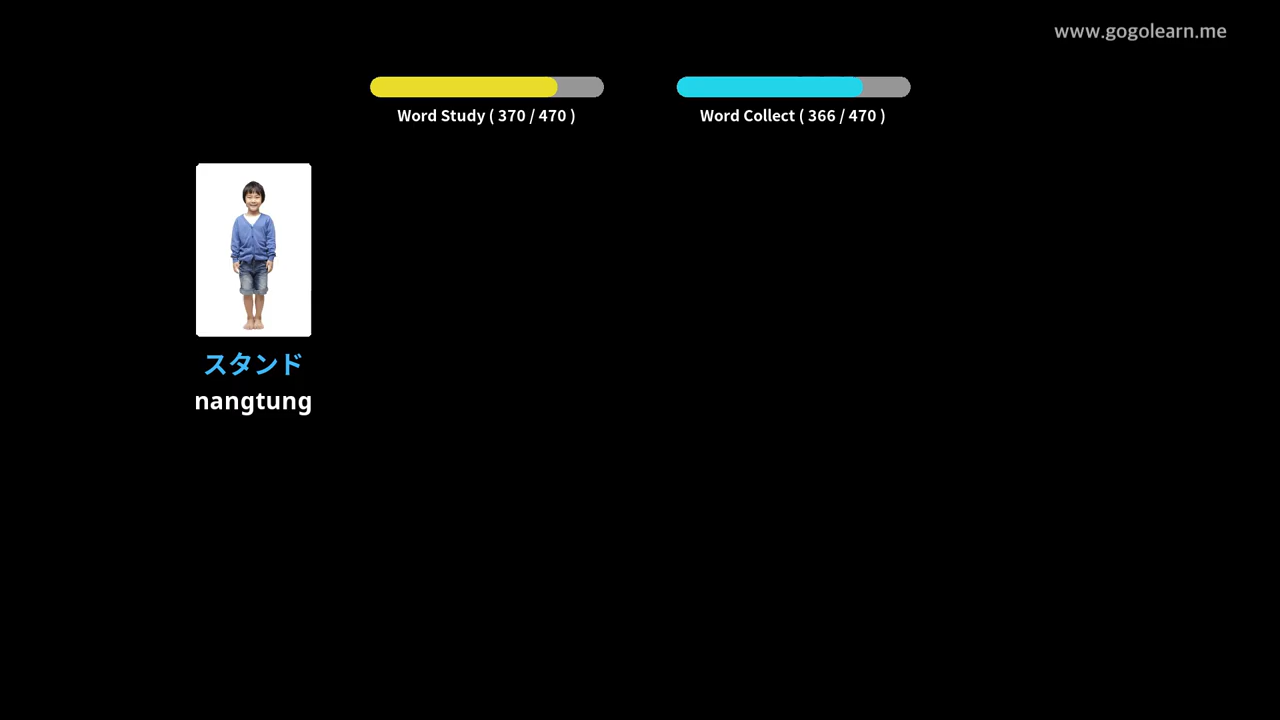 www.gogolearn.me
Word Study ( 370 / 470 )
Word Collect ( 366 / 470 )
スタンド
nangtung